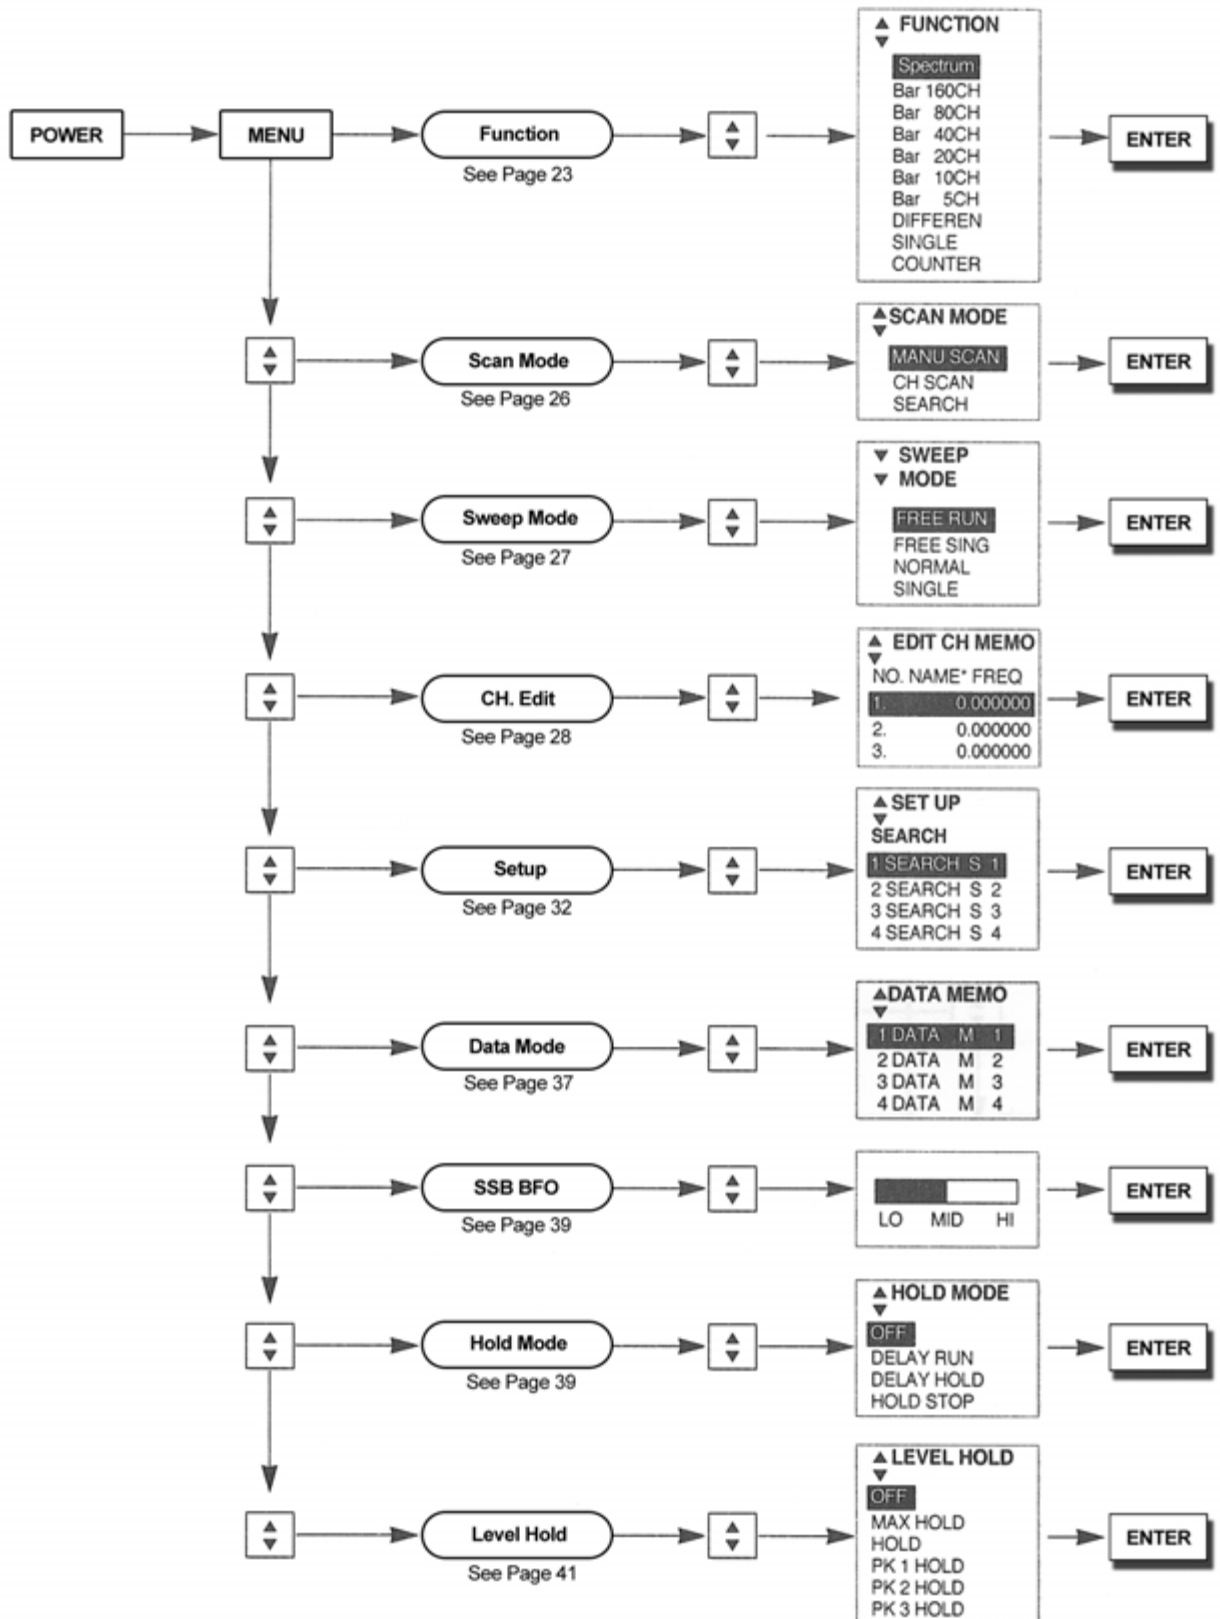 POWER
MENU
Function
See Page 23
FUNCTION
Spectrum
Bar 160CH
Bar 80CH
Bar 40CH
Bar 20CH
Bar 10CH
Bar 5CH
DIFFEREN
SINGLE
COUNTER
ENTER
Scan Mode
See Page 26
SCAN MODE
MANU SCAN
CH SCAN
SEARCH
ENTER
Sweep Mode
See Page 27
SWEEP
MODE
FREE RUN
FREE SING
NORMAL
SINGLE
ENTER
CH. Edit
See Page 28
EDIT CH MEMO
NO. NAME* FREQ
1. 0.000000
2. 0.000000
3. 0.000000
ENTER
Setup
See Page 32
SET UP
SEARCH
1 SEARCH S 1
2 SEARCH S 2
3 SEARCH S 3
4 SEARCH S 4
ENTER
Data Mode
See Page 37
DATA MEMO
1 DATA M 1
2 DATA M 2
3 DATA M 3
4 DATA M 4
ENTER
SSB BFO
See Page 39
LO MID HI
ENTER
Hold Mode
See Page 39
HOLD MODE
OFF
DELAY RUN
DELAY HOLD
HOLD STOP
ENTER
Level Hold
See Page 41
LEVEL HOLD
OFF
MAX HOLD
HOLD
PK 1 HOLD
PK 2 HOLD
PK 3 HOLD
ENTER